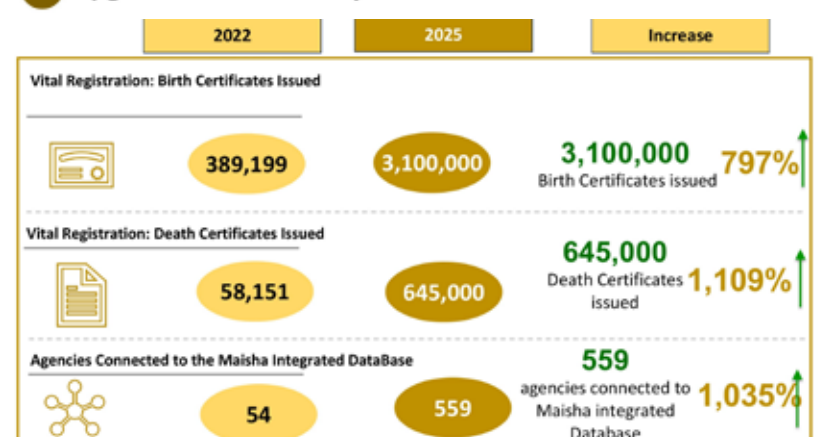 2022 2025 Increase
Vital Registration: Birth Certificates Issued
389,199 3,100,000 3,100,000 797%
Birth Certificates issued
Vital Registration: Death Certificates Issued
58,151 645,000 645,000 1,109%
Death Certificates
issued
Agencies Connected to the Maisha Integrated DataBase
54 559 559 1,035%
agencies connected to
Maisha integrated
Database